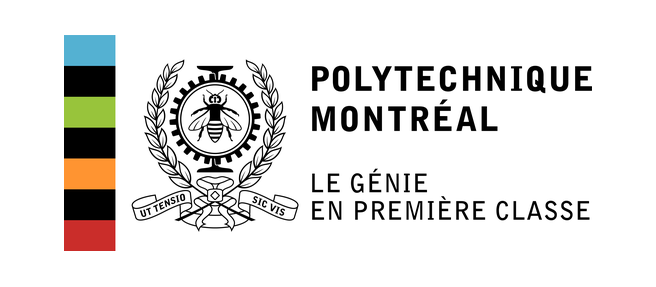 POLYTECHNIQUE
MONTRÉAL
LE GÉNIE
EN PREMIÈRE CLASSE
UT TENSIO SIC VIS